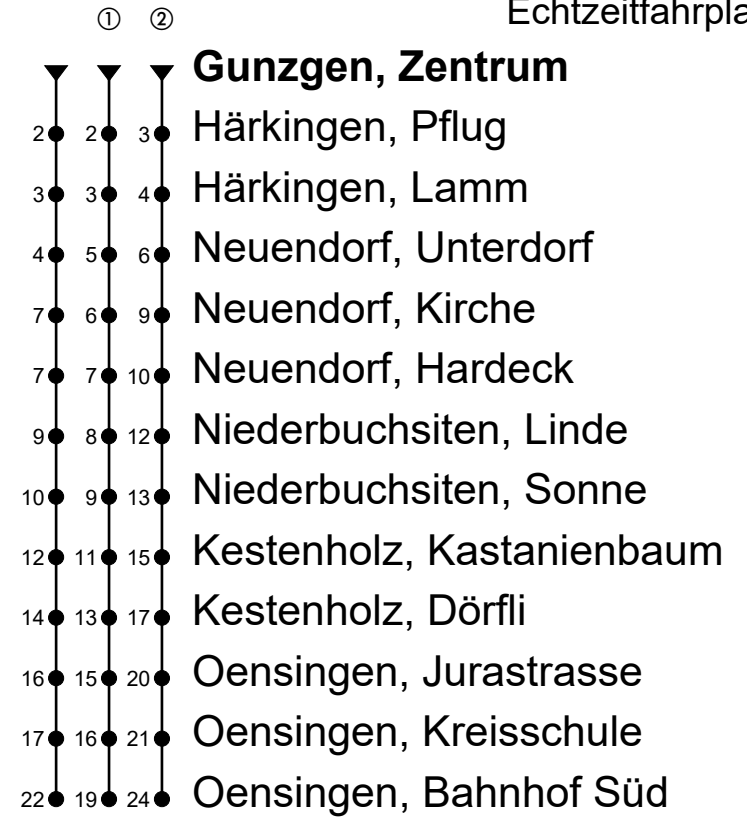 ① ② Echtzeitfahrpla
Gunzgen, Zentrum
2 2 3 Härkingen, Pflug
3 3 4 Härkingen, Lamm
4 5 6 Neuendorf, Unterdorf
7 6 9 Neuendorf, Kirche
7 7 10 Neuendorf, Hardeck
9 8 12 Niederbuchsiten, Linde
10 9 13 Niederbuchsiten, Sonne
12 11 15 Kestenholz, Kastanienbaum
14 13 17 Kestenholz, Dörfli
16 15 20 Oensingen, Jurastrasse
17 16 21 Oensingen, Kreisschule
22 19 24 Oensingen, Bahnhof Süd